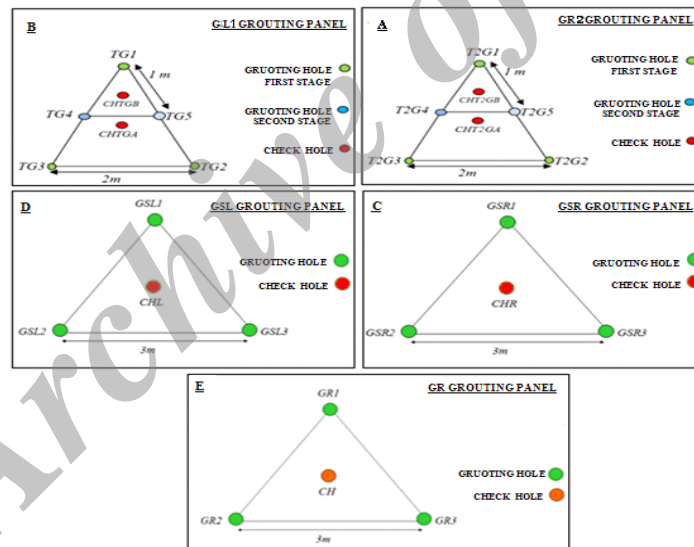 B
GL1 GROUTING PANEL
TG1
1 m
CHTGB
TG4
TG5
CHTGA
TG3
TG2
2m
GRUOTING HOLE
FIRST STAGE
GRUOTING HOLE
SECOND STAGE
CHECK HOLE
A
GR2 GROUTING PANEL
T2G1
1 m
CHT2GB
T2G4
T2G5
CHT2GA
T2G3
T2G2
2m
GRUOTING HOLE
FIRST STAGE
GRUOTING HOLE
SECOND STAGE
CHECK HOLE
D
GSL GROUTING PANEL
GSL1
CHL
GSL2
GSL3
3m
GRUOTING HOLE
CHECK HOLE
C
GSR GROUTING PANEL
GSR1
CHR
GSR2
GSR3
3m
GRUOTING HOLE
CHECK HOLE
E
GR GROUTING PANEL
GR1
CH
GR2
GR3
3m
GRUOTING HOLE
CHECK HOLE
Archive of